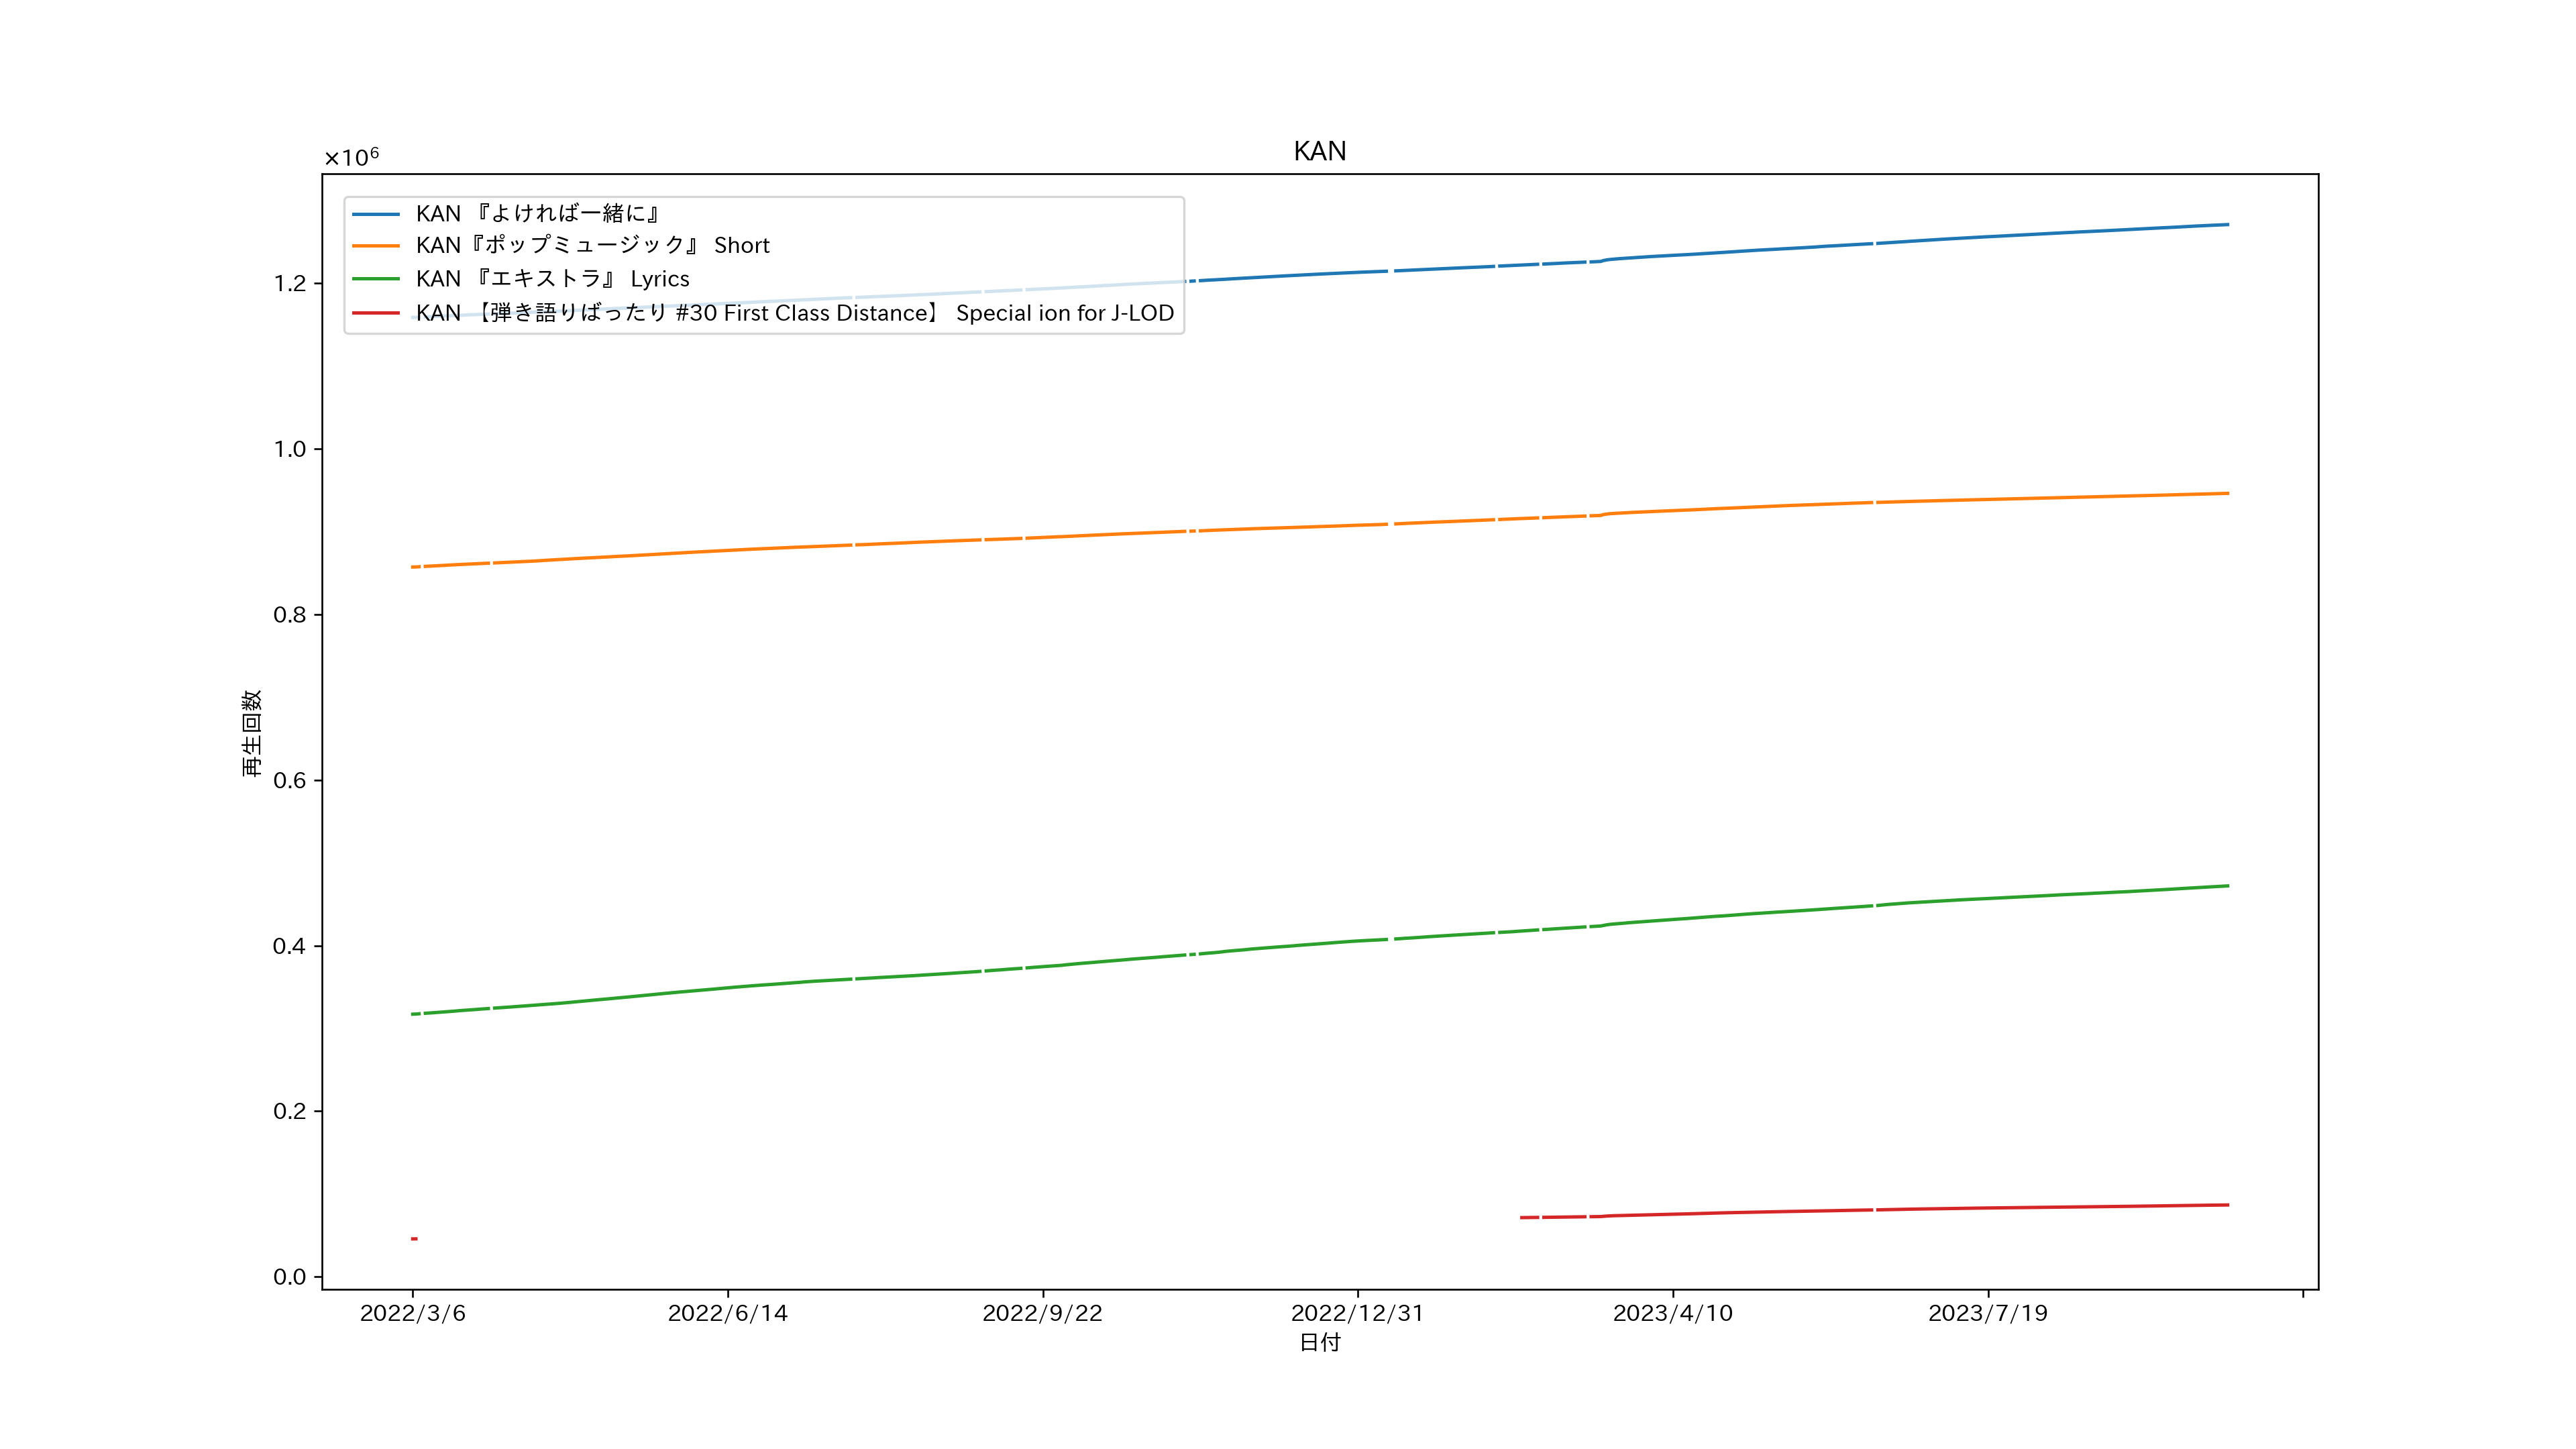 KAN
×10⁶
KAN 『よければ一緒に』
KAN『ポップミュージック』 Short
KAN 『エキストラ』 Lyrics
KAN 【弾き語りばったり #30 First Class Distance】 Special ion for J-LOD
1.2
1.0
0.8
0.6
0.4
0.2
0.0
再生回数
2022/3/6 2022/6/14 2022/9/22 2022/12/31 2023/4/10 2023/7/19
日付